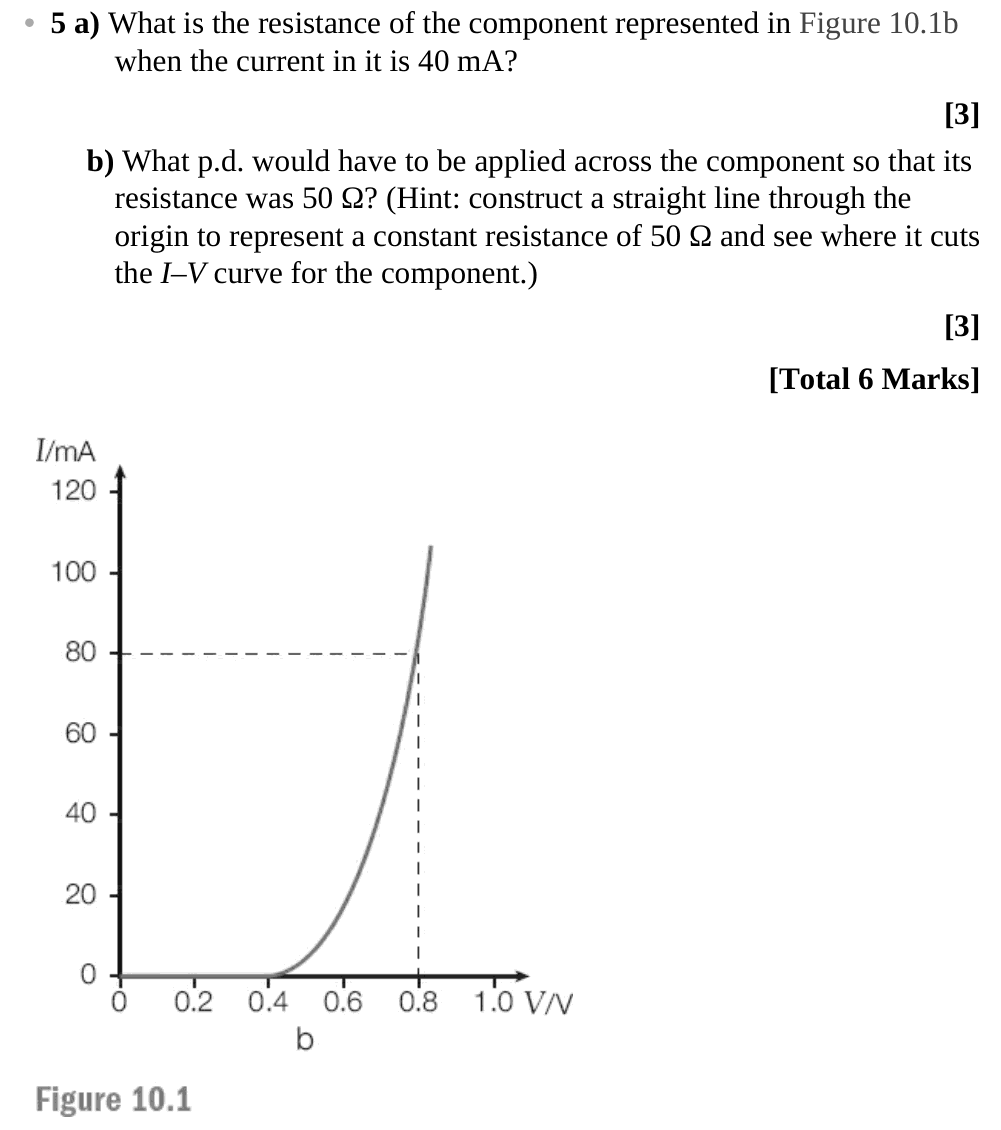 • 5 a) What is the resistance of the component represented in Figure 10.1b
when the current in it is 40 mA?
[3]
b) What p.d. would have to be applied across the component so that its
resistance was 50 Ω? (Hint: construct a straight line through the
origin to represent a constant resistance of 50 Ω and see where it cuts
the I–V curve for the component.)
[3]
[Total 6 Marks]
I/mA
120
100
80
60
40
20
0
0 0.2 0.4 0.6 0.8 1.0 V/V
b
Figure 10.1